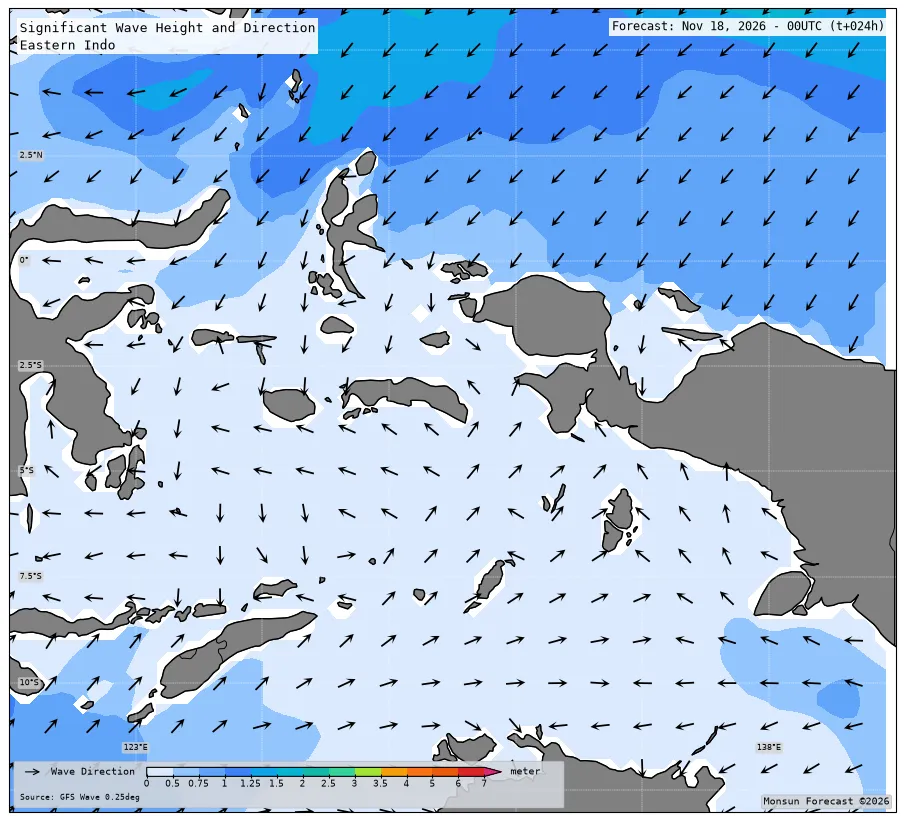 Significant Wave Height and Direction
Eastern Indo
Forecast: Nov 18, 2026 - 00UTC (t+024h)
2.5°N
0°
2.5°S
5°S
7.5°S
10°S
123°E
138°E
Wave Direction
meter
0 0.5 0.75 1 1.25 1.5 2 2.5 3 3.5 4 5 6 7
Source: GFS Wave 0.25deg
Monsun Forecast ©2026